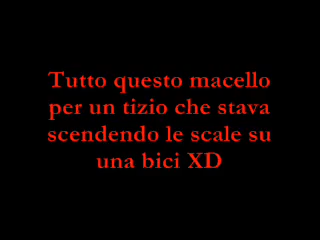 Tutto questo macello
per un tizio che stava
scendendo le scale su
una bici XD